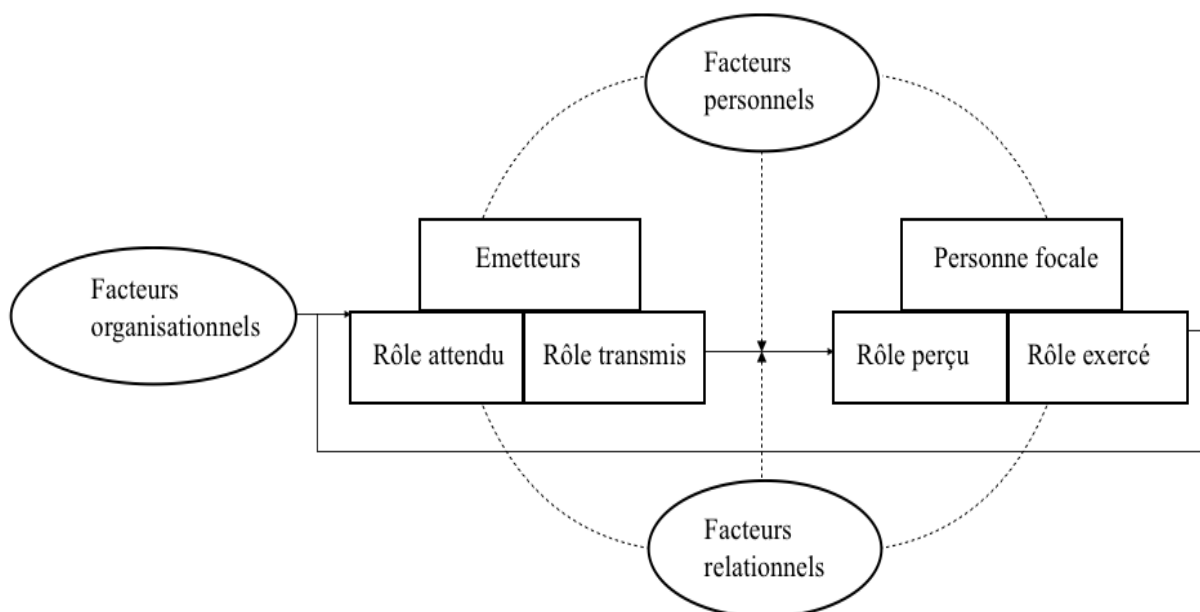 Facteurs
personnels
Emetteurs
Personne focale
Facteurs
organisationnels
Rôle attendu
Rôle transmis
Rôle perçu
Rôle exercé
Facteurs
relationnels